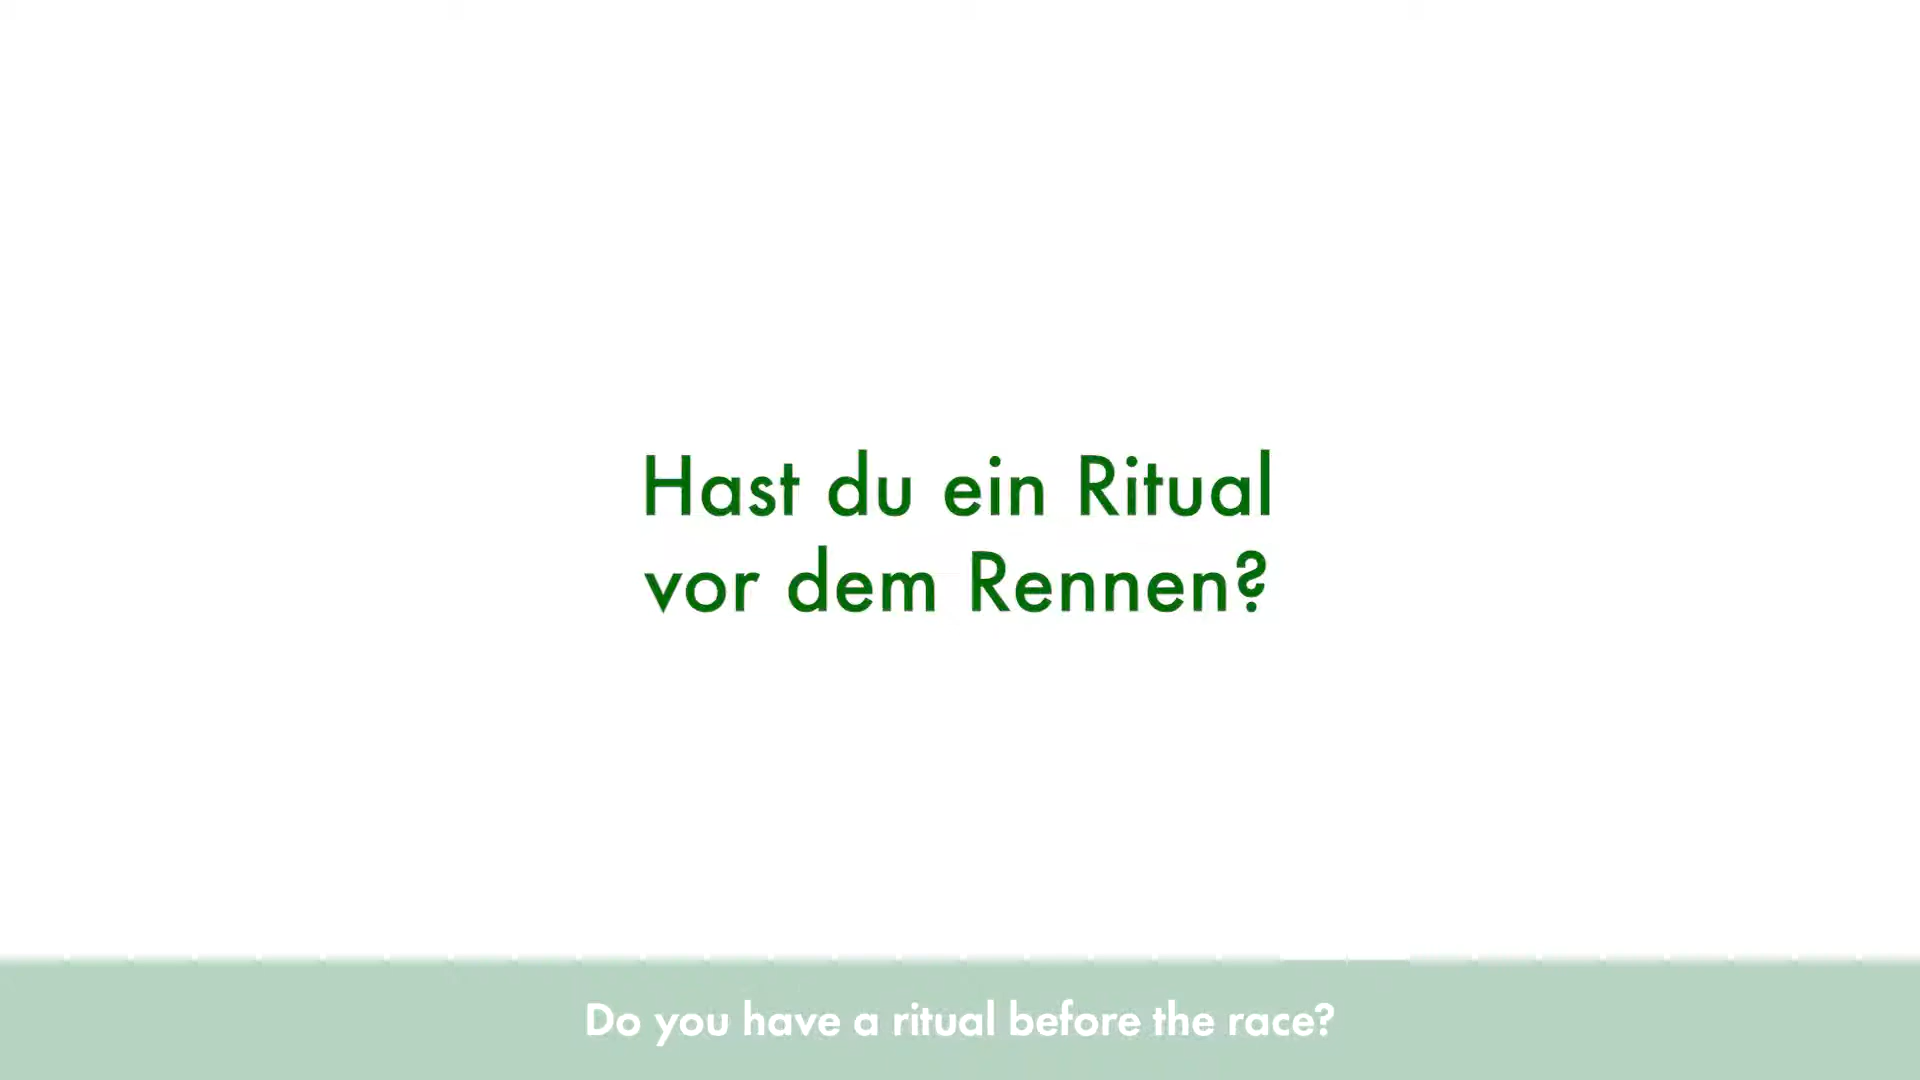 Hast du ein Ritual
vor dem Rennen?
Do you have a ritual before the race?